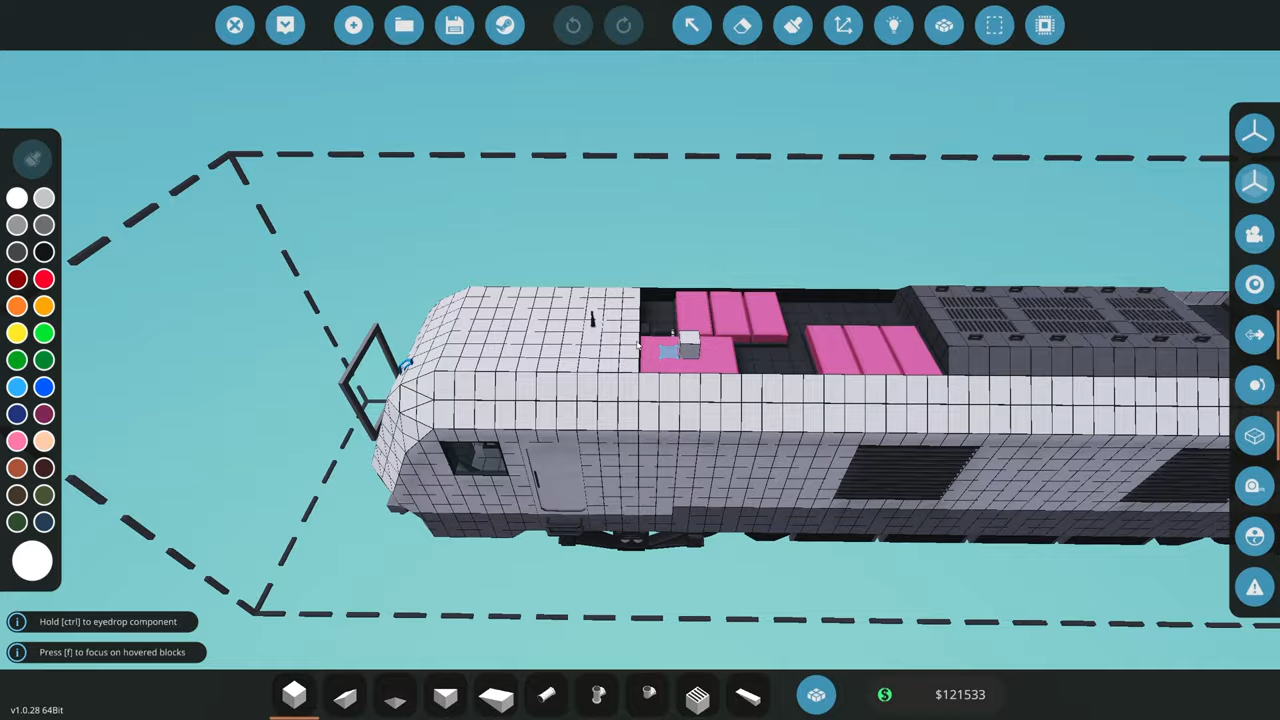 Hold [ctrl] to eyedrop component
Press [f] to focus on hovered blocks
v1.0.28 64Bit
$ $121533